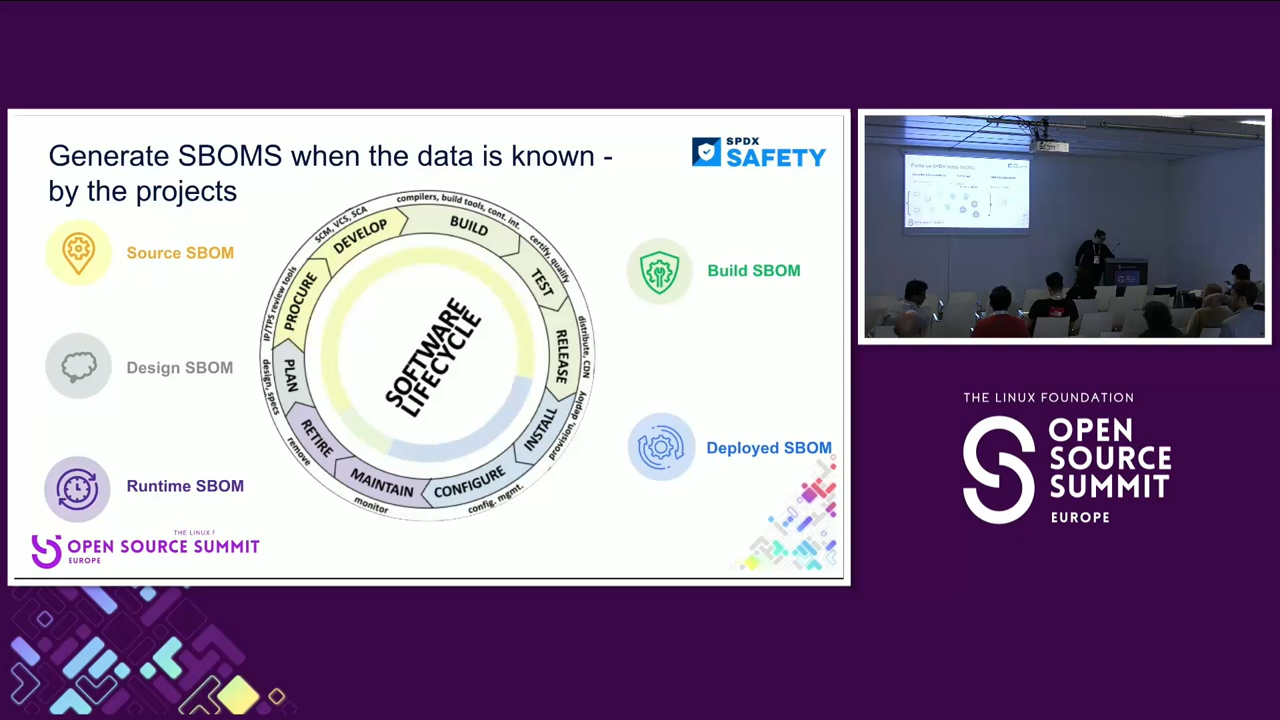 Generate SBOMS when the data is known -
by the projects
SPDX
SAFETY
Source SBOM
Design SBOM
Runtime SBOM
Build SBOM
Deployed SBOM
SOFTWARE
LIFECYCLE
PLAN
PROCURE
DEVELOP
BUILD
TEST
RELEASE
INSTALL
CONFIGURE
MAINTAIN
RETIRE
design, specs
IP/TPS review tools
SCM, VCS, SCA
compilers, build tools, cont. int.
certify, qualify
distribute, CDN
provision, deploy
config. mgmt.
monitor
remove
THE LINUX F
OPEN SOURCE SUMMIT
EUROPE
THE LINUX FOUNDATION
OPEN
SOURCE
SUMMIT
EUROPE